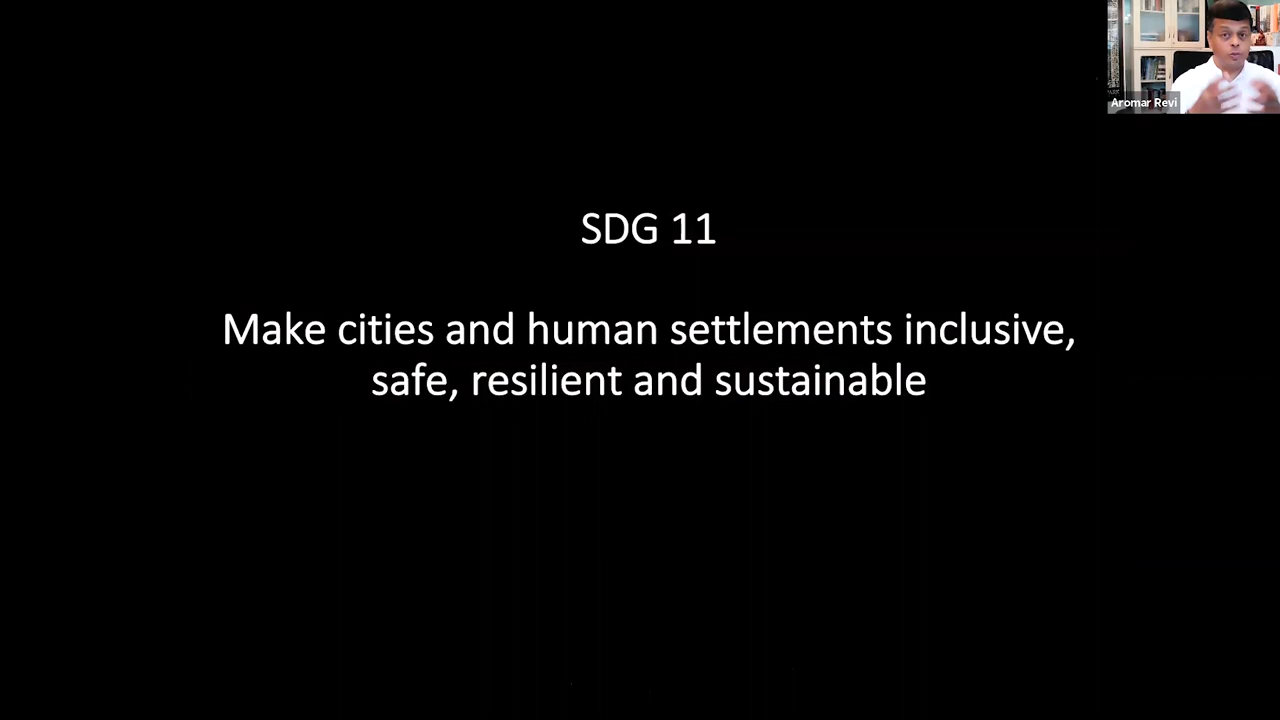 Aromar Revi
SDG 11
Make cities and human settlements inclusive,
safe, resilient and sustainable